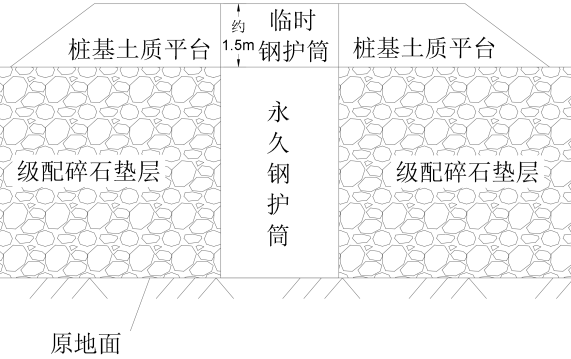 约
1.5m
临时
钢护筒
桩基土质平台
桩基土质平台
永久钢护筒
级配碎石垫层
级配碎石垫层
原地面